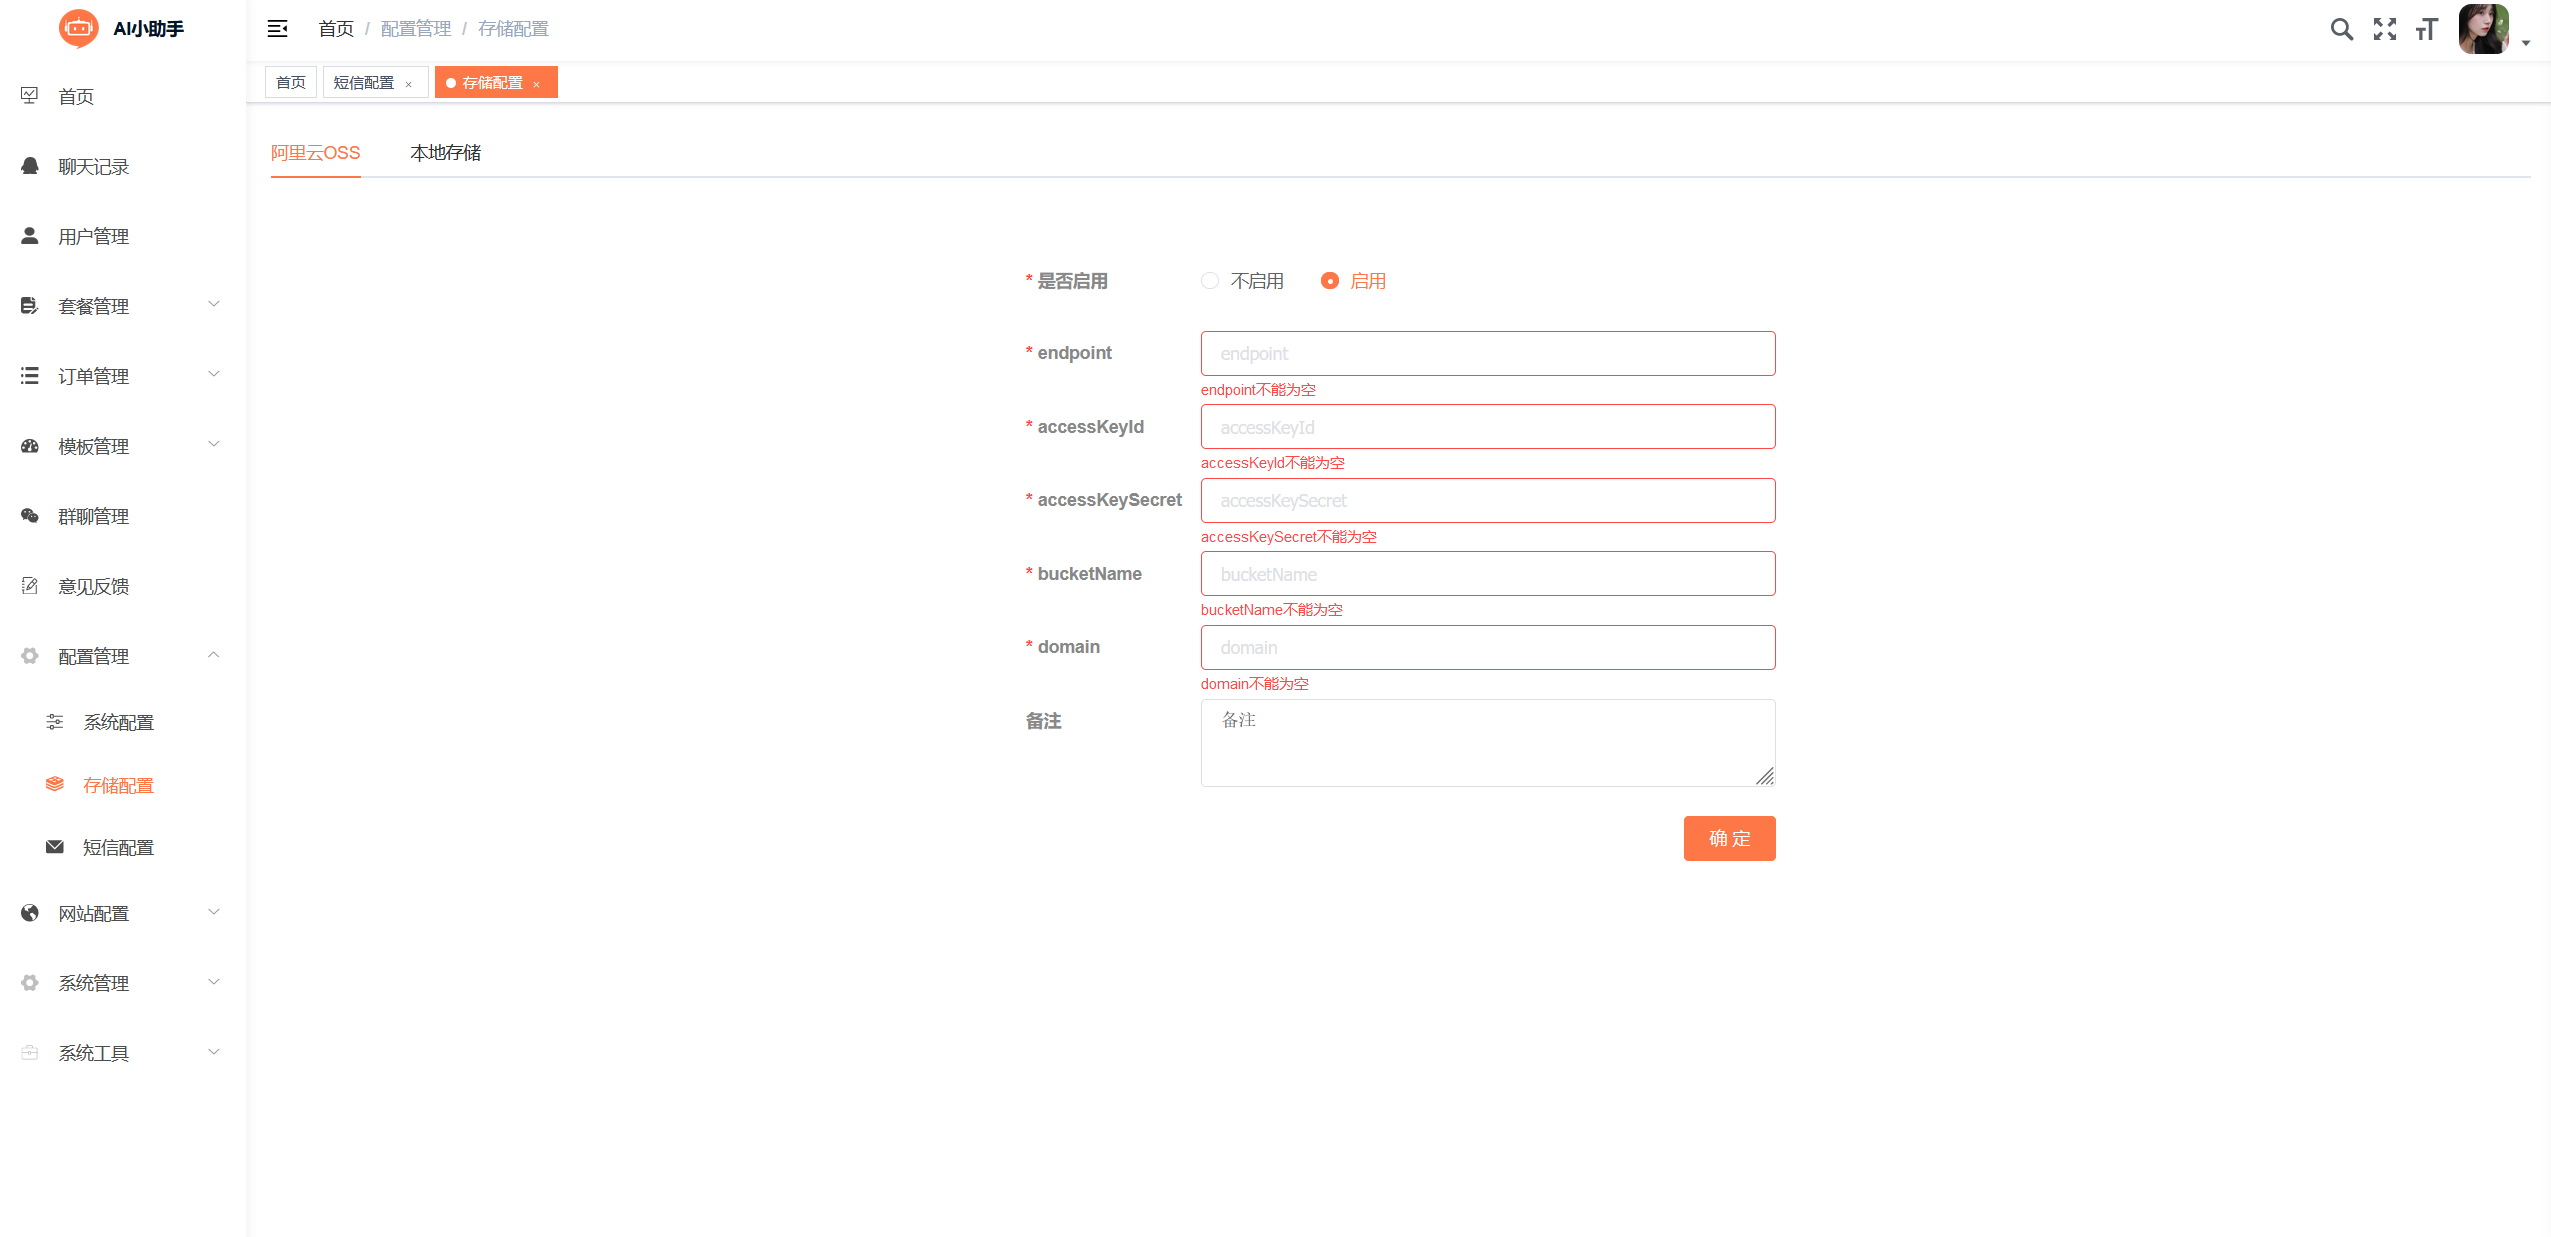 AI小助手
首页
聊天记录
用户管理
套餐管理
订单管理
模板管理
群聊管理
意见反馈
配置管理
系统配置
存储配置
短信配置
网站配置
系统管理
系统工具
首页 / 配置管理 / 存储配置
首页 短信配置 × 存储配置 ×
阿里云OSS 本地存储
* 是否启用 不启用 启用
* endpoint endpoint
endpoint不能为空
* accessKeyId accessKeyId
accessKeyId不能为空
* accessKeySecret accessKeySecret
accessKeySecret不能为空
* bucketName bucketName
bucketName不能为空
* domain domain
domain不能为空
备注 备注
确 定